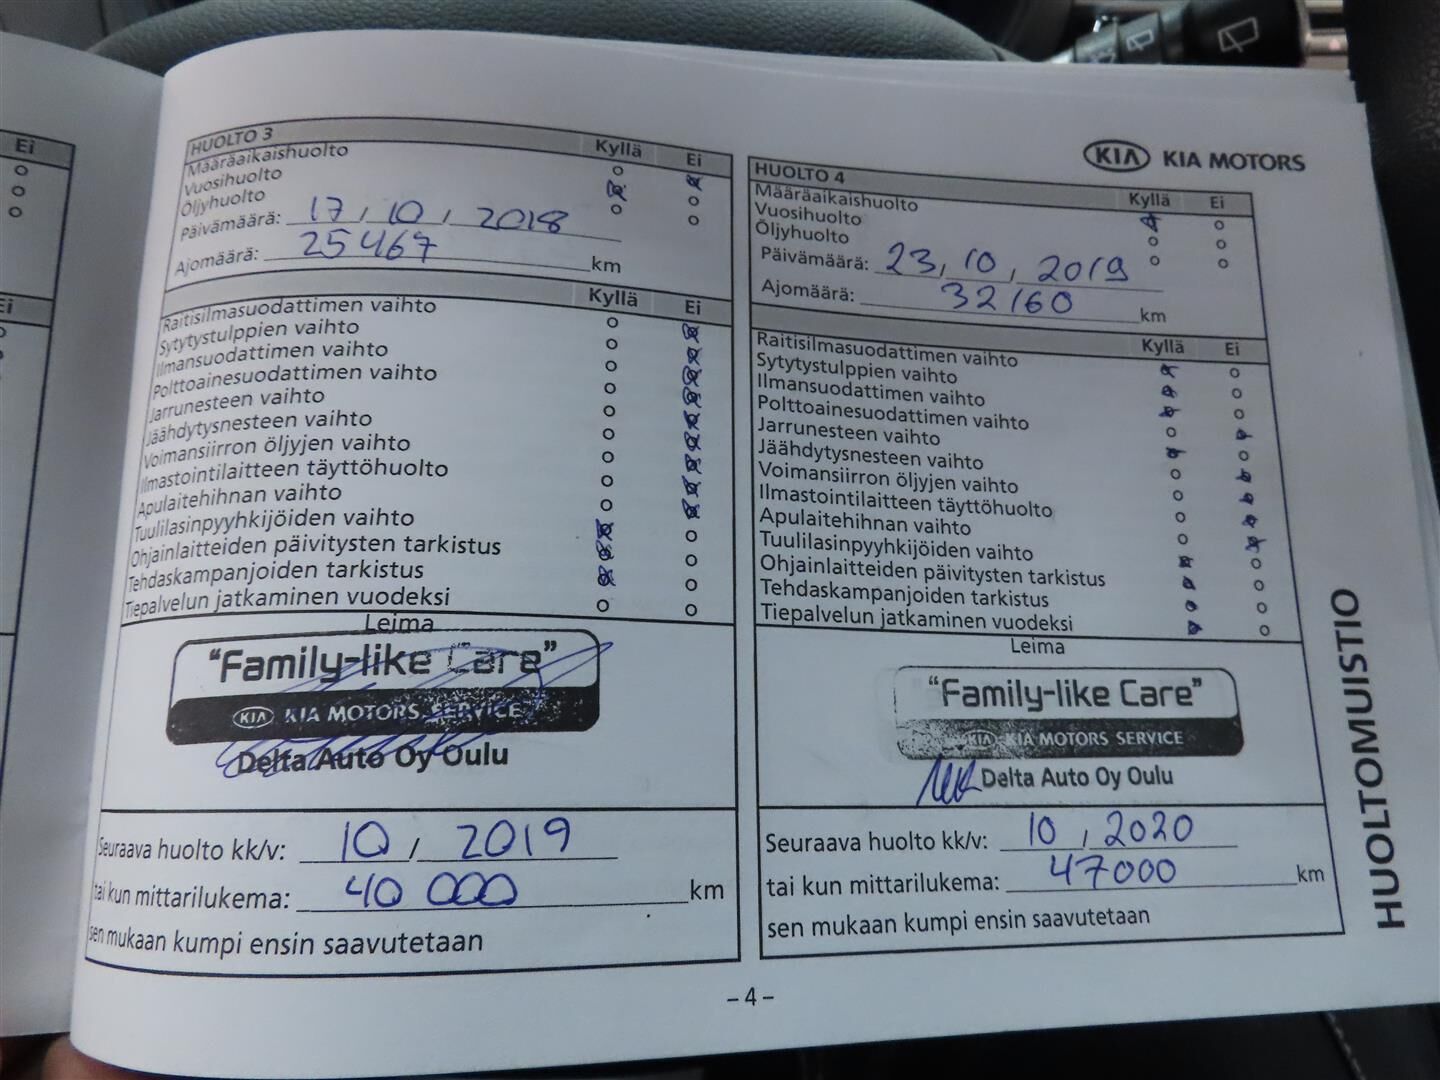 Ei
Ei
HUOLTO 3 Kyllä Ei
Määräaikaishuolto
Vuosihuolto
Öljyhuolto
Päivämäärä: 17, 10, 2018
Ajomäärä: 25467 km
Kyllä Ei
Raitisilmasuodattimen vaihto
Sytytystulppien vaihto
Ilmansuodattimen vaihto
Polttoainesuodattimen vaihto
Jarrunesteen vaihto
Jäähdytysnesteen vaihto
Voimansiirron öljyjen vaihto
Ilmastointilaitteen täyttöhuolto
Apulaitehihnan vaihto
Tuulilasinpyyhkijöiden vaihto
Ohjainlaitteiden päivitysten tarkistus
Tehdaskampanjoiden tarkistus
Tiepalvelun jatkaminen vuodeksi
Leima
"Family-like Care"
KIA KIA MOTORS SERVICE
Delta Auto Oy Oulu
Seuraava huolto kk/v: 10 / 2019
tai kun mittarilukema: 40 000 km
sen mukaan kumpi ensin saavutetaan
KIA KIA MOTORS
HUOLTO 4 Kyllä Ei
Määräaikaishuolto
Vuosihuolto
Öljyhuolto
Päivämäärä: 23, 10, 2019
Ajomäärä: 32160 km
Kyllä Ei
Raitisilmasuodattimen vaihto
Sytytystulppien vaihto
Ilmansuodattimen vaihto
Polttoainesuodattimen vaihto
Jarrunesteen vaihto
Jäähdytysnesteen vaihto
Voimansiirron öljyjen vaihto
Ilmastointilaitteen täyttöhuolto
Apulaitehihnan vaihto
Tuulilasinpyyhkijöiden vaihto
Ohjainlaitteiden päivitysten tarkistus
Tehdaskampanjoiden tarkistus
Tiepalvelun jatkaminen vuodeksi
Leima
"Family-like Care"
KIA KIA MOTORS SERVICE
Delta Auto Oy Oulu
Seuraava huolto kk/v: 10, 2020
tai kun mittarilukema: 47000 km
sen mukaan kumpi ensin saavutetaan
HUOLTOMUISTIO
- 4 -